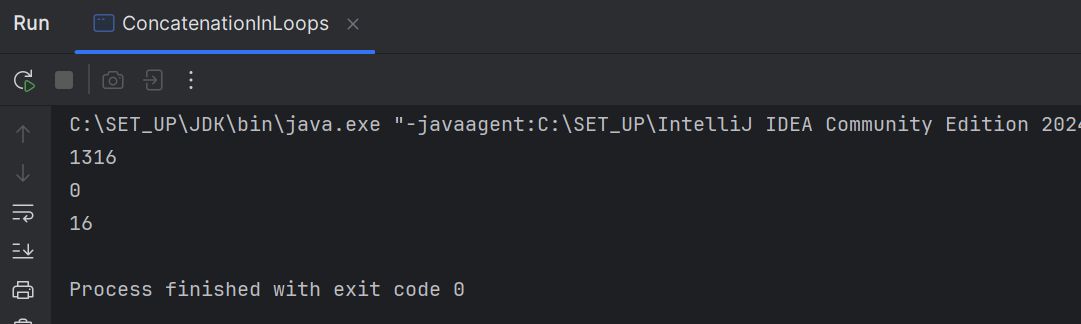 Run ConcatenationInLoops
C:\SET_UP\JDK\bin\java.exe "-javaagent:C:\SET_UP\IntelliJ IDEA Community Edition 2024
1316
0
16
Process finished with exit code 0